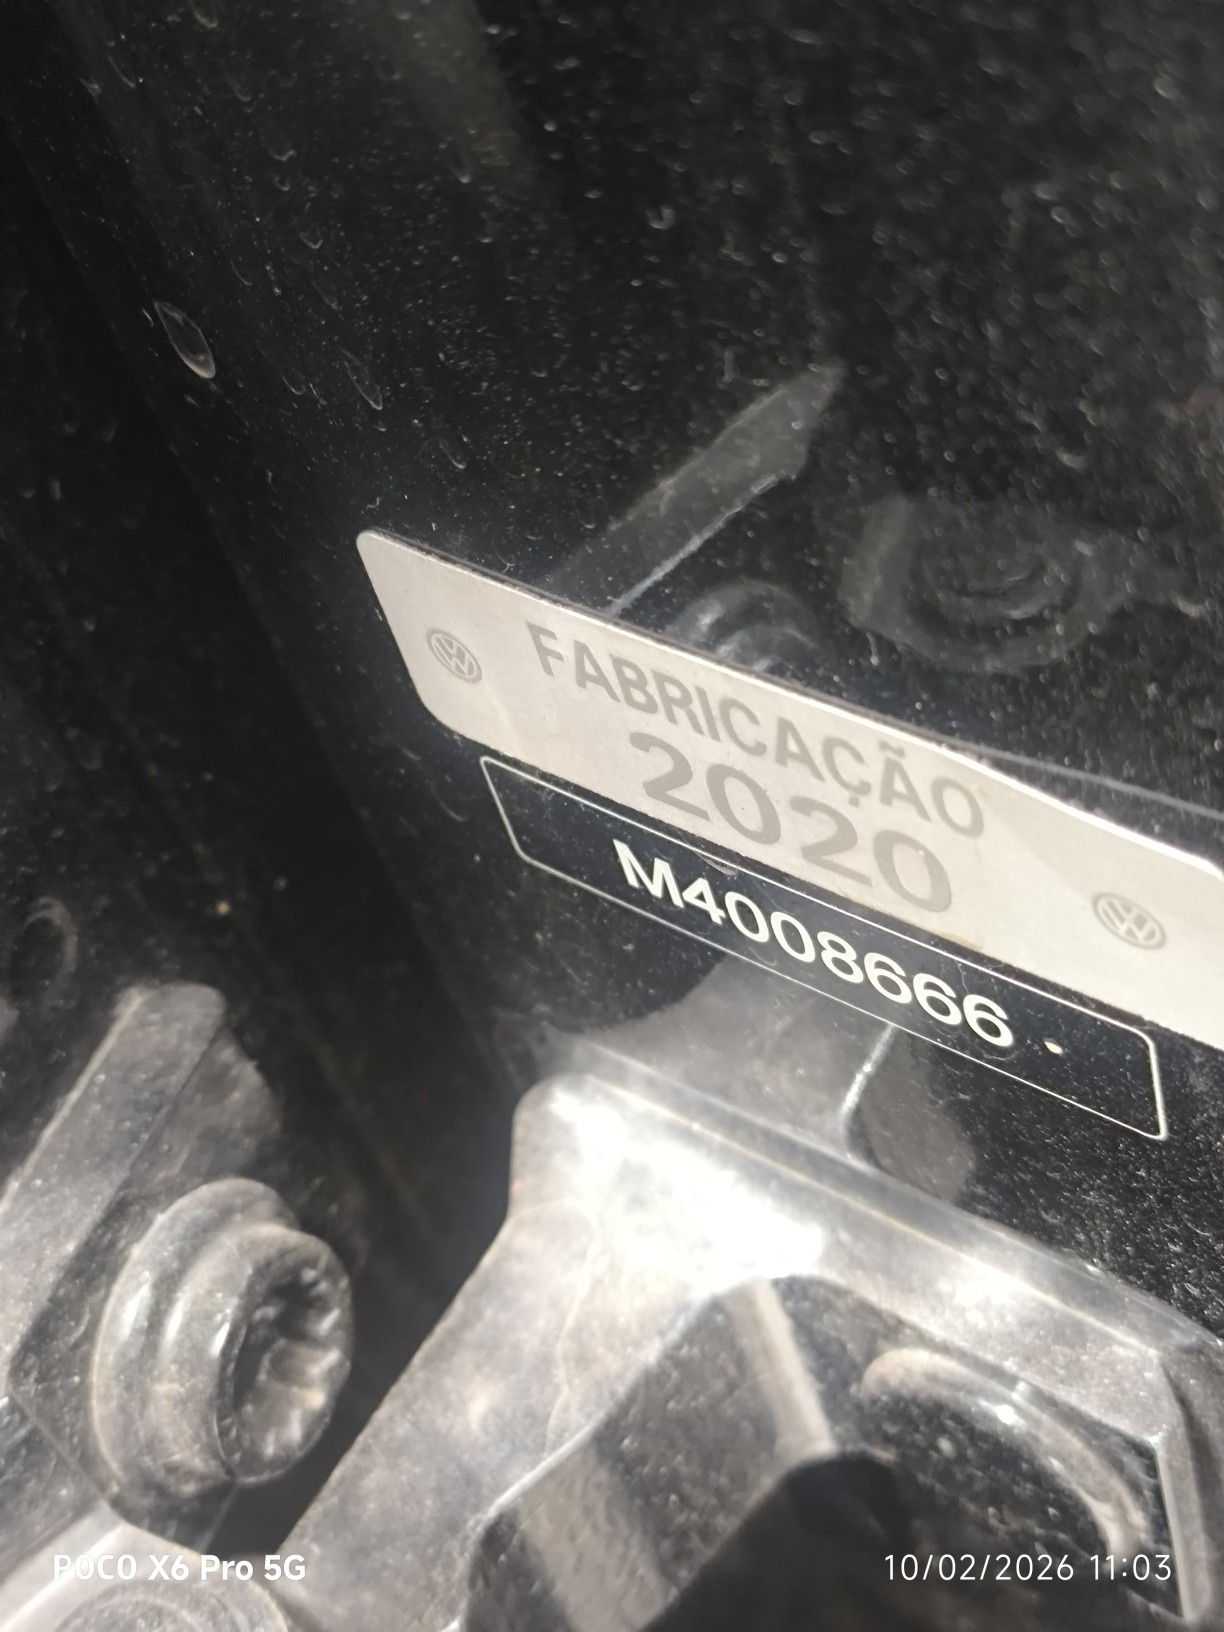 FABRICAÇÃO
2020
M4008666
POCO X6 Pro 5G
10/02/2026 11:03